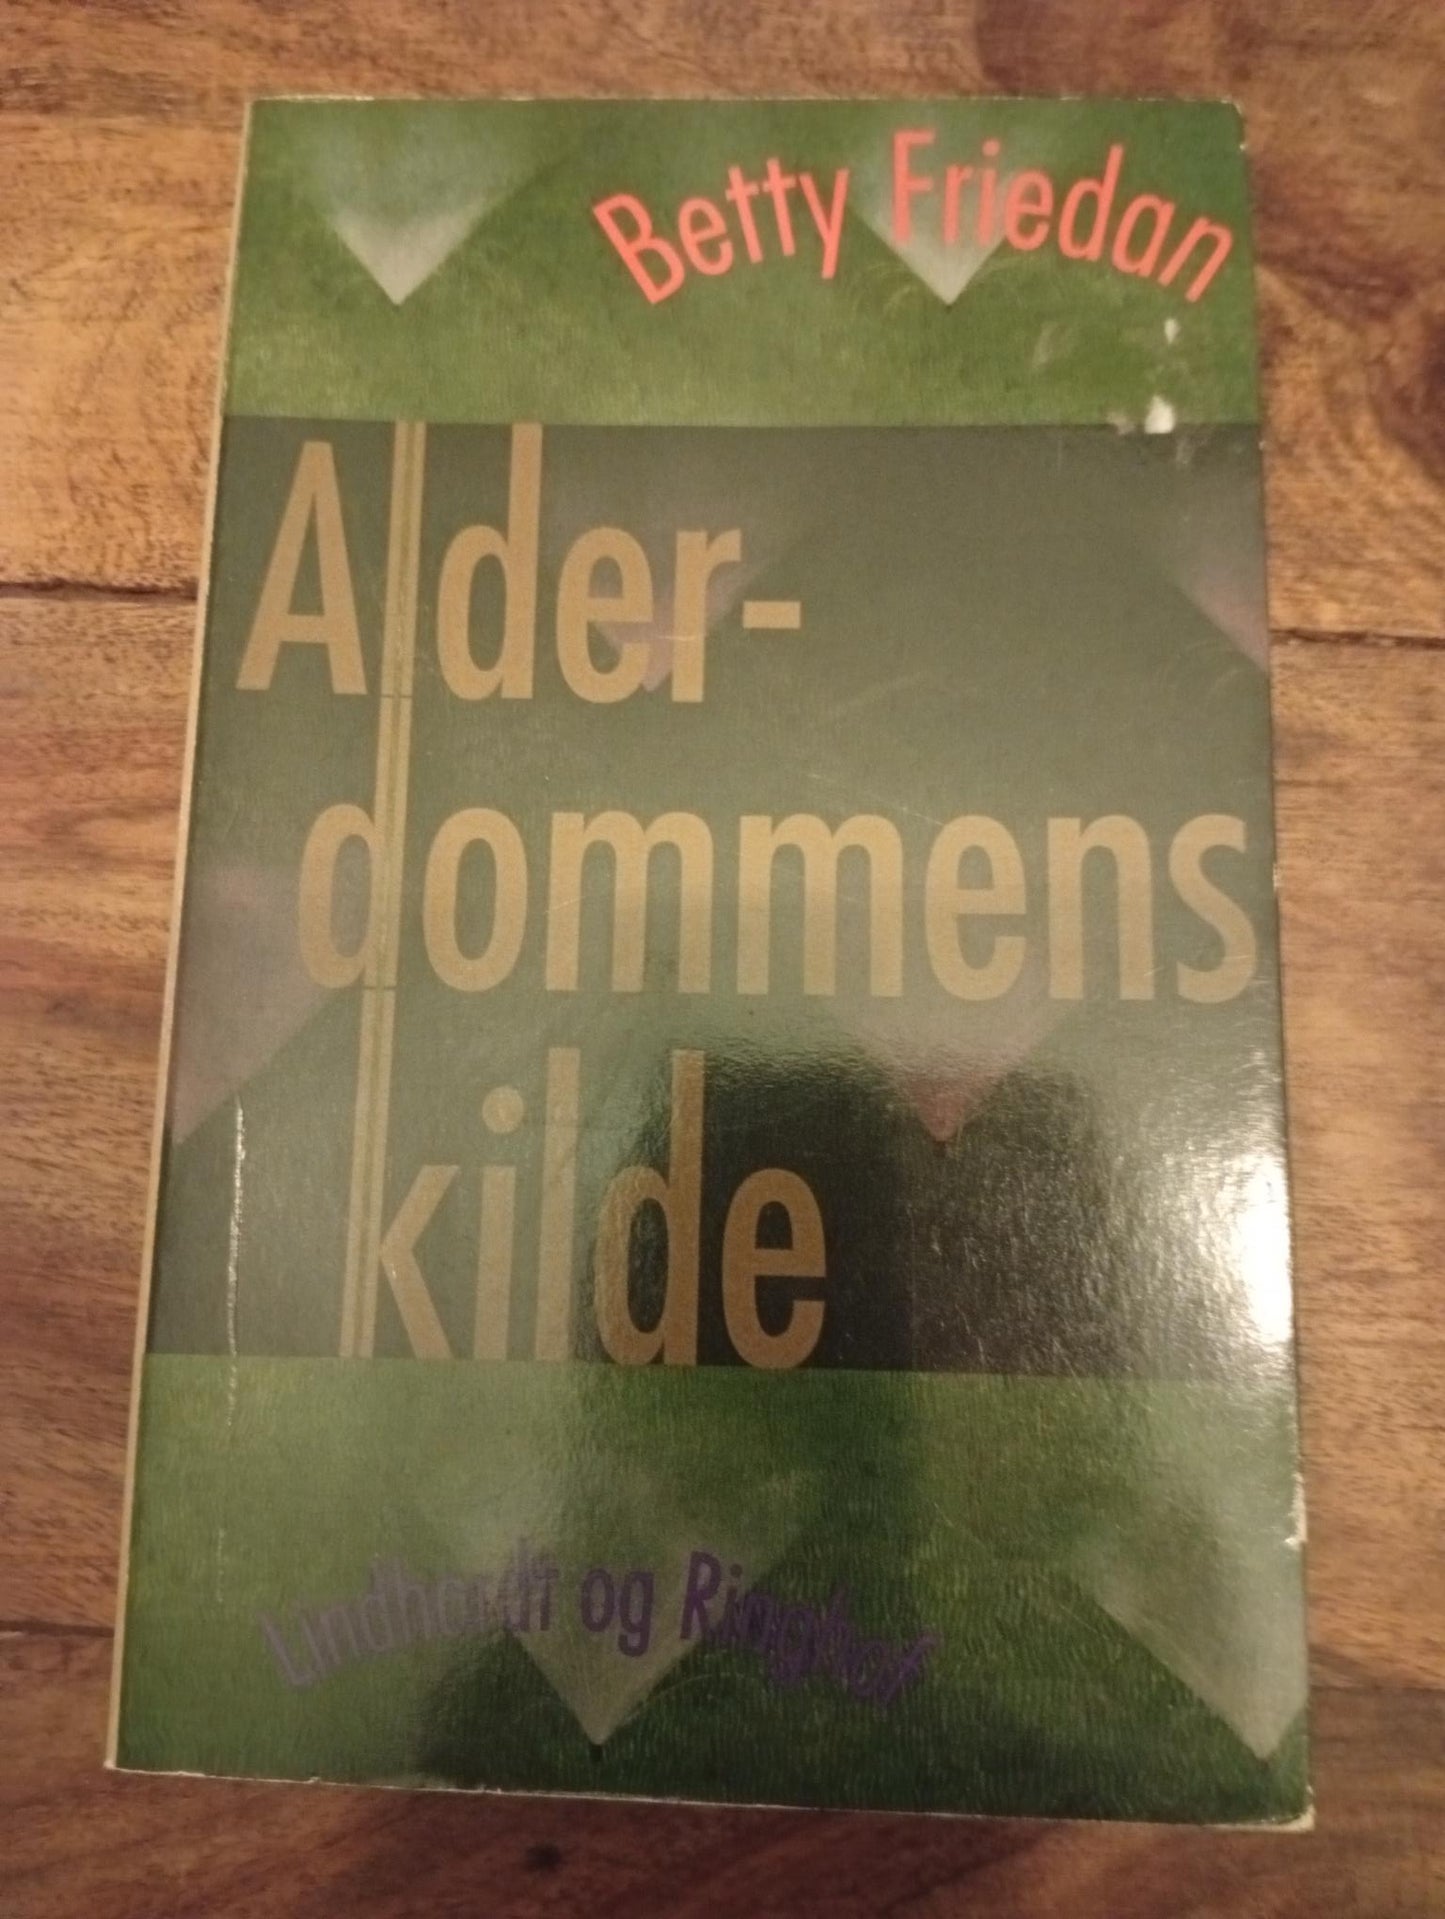 Betty Friedan
Alder-
dommens
kilde
Lindhardt og Ringhof